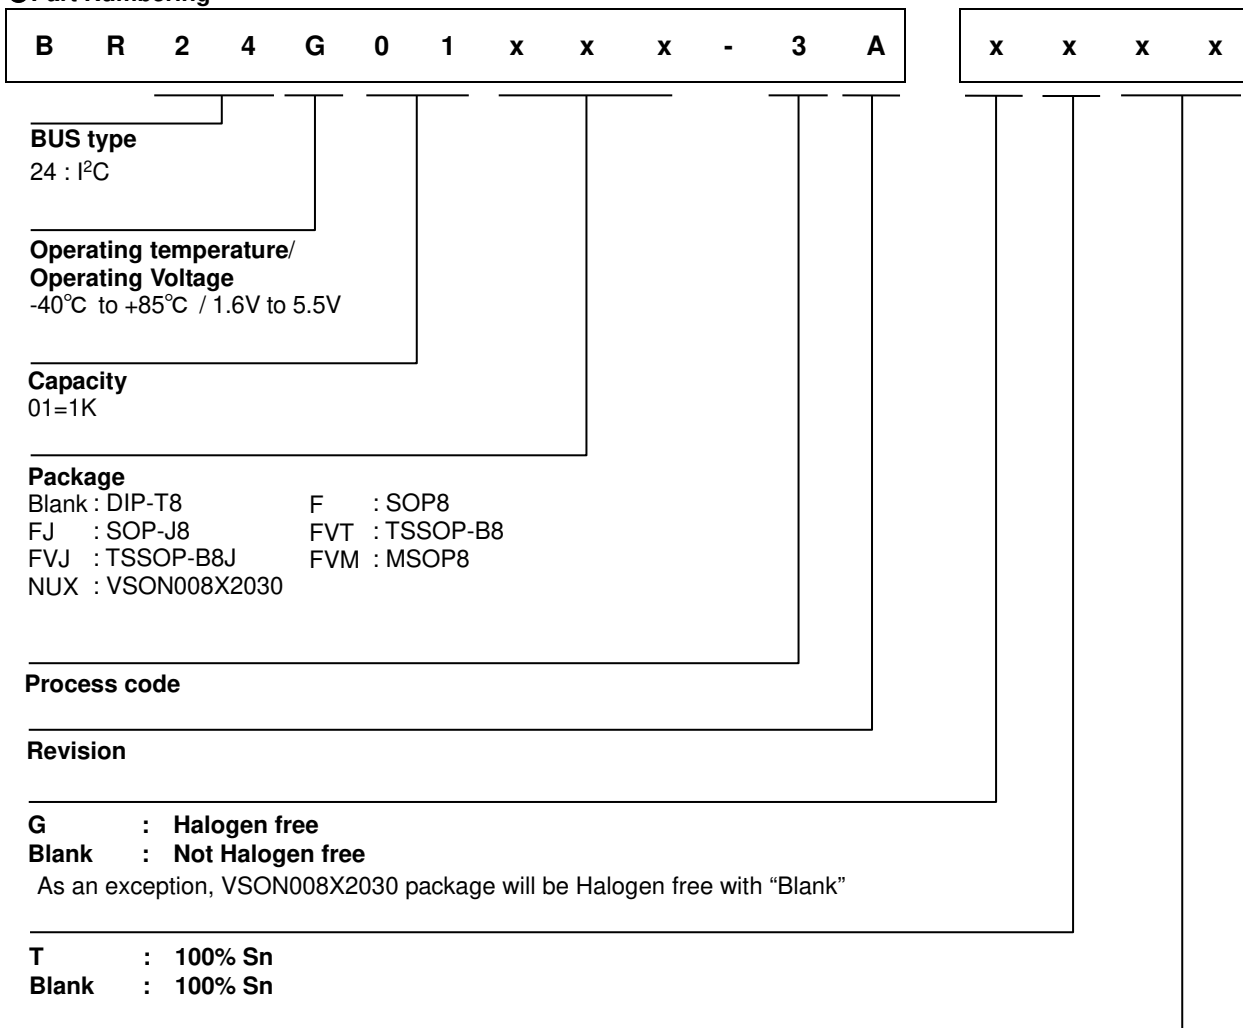 B R 2 4 G 0 1 x x x - 3 A x x x x
BUS type
24 : I²C
Operating temperature/
Operating Voltage
-40℃ to +85℃ / 1.6V to 5.5V
Capacity
01=1K
Package
Blank : DIP-T8 F : SOP8
FJ : SOP-J8 FVT : TSSOP-B8
FVJ : TSSOP-B8J FVM : MSOP8
NUX : VSON008X2030
Process code
Revision
G : Halogen free
Blank : Not Halogen free
As an exception, VSON008X2030 package will be Halogen free with “Blank”
T : 100% Sn
Blank : 100% Sn